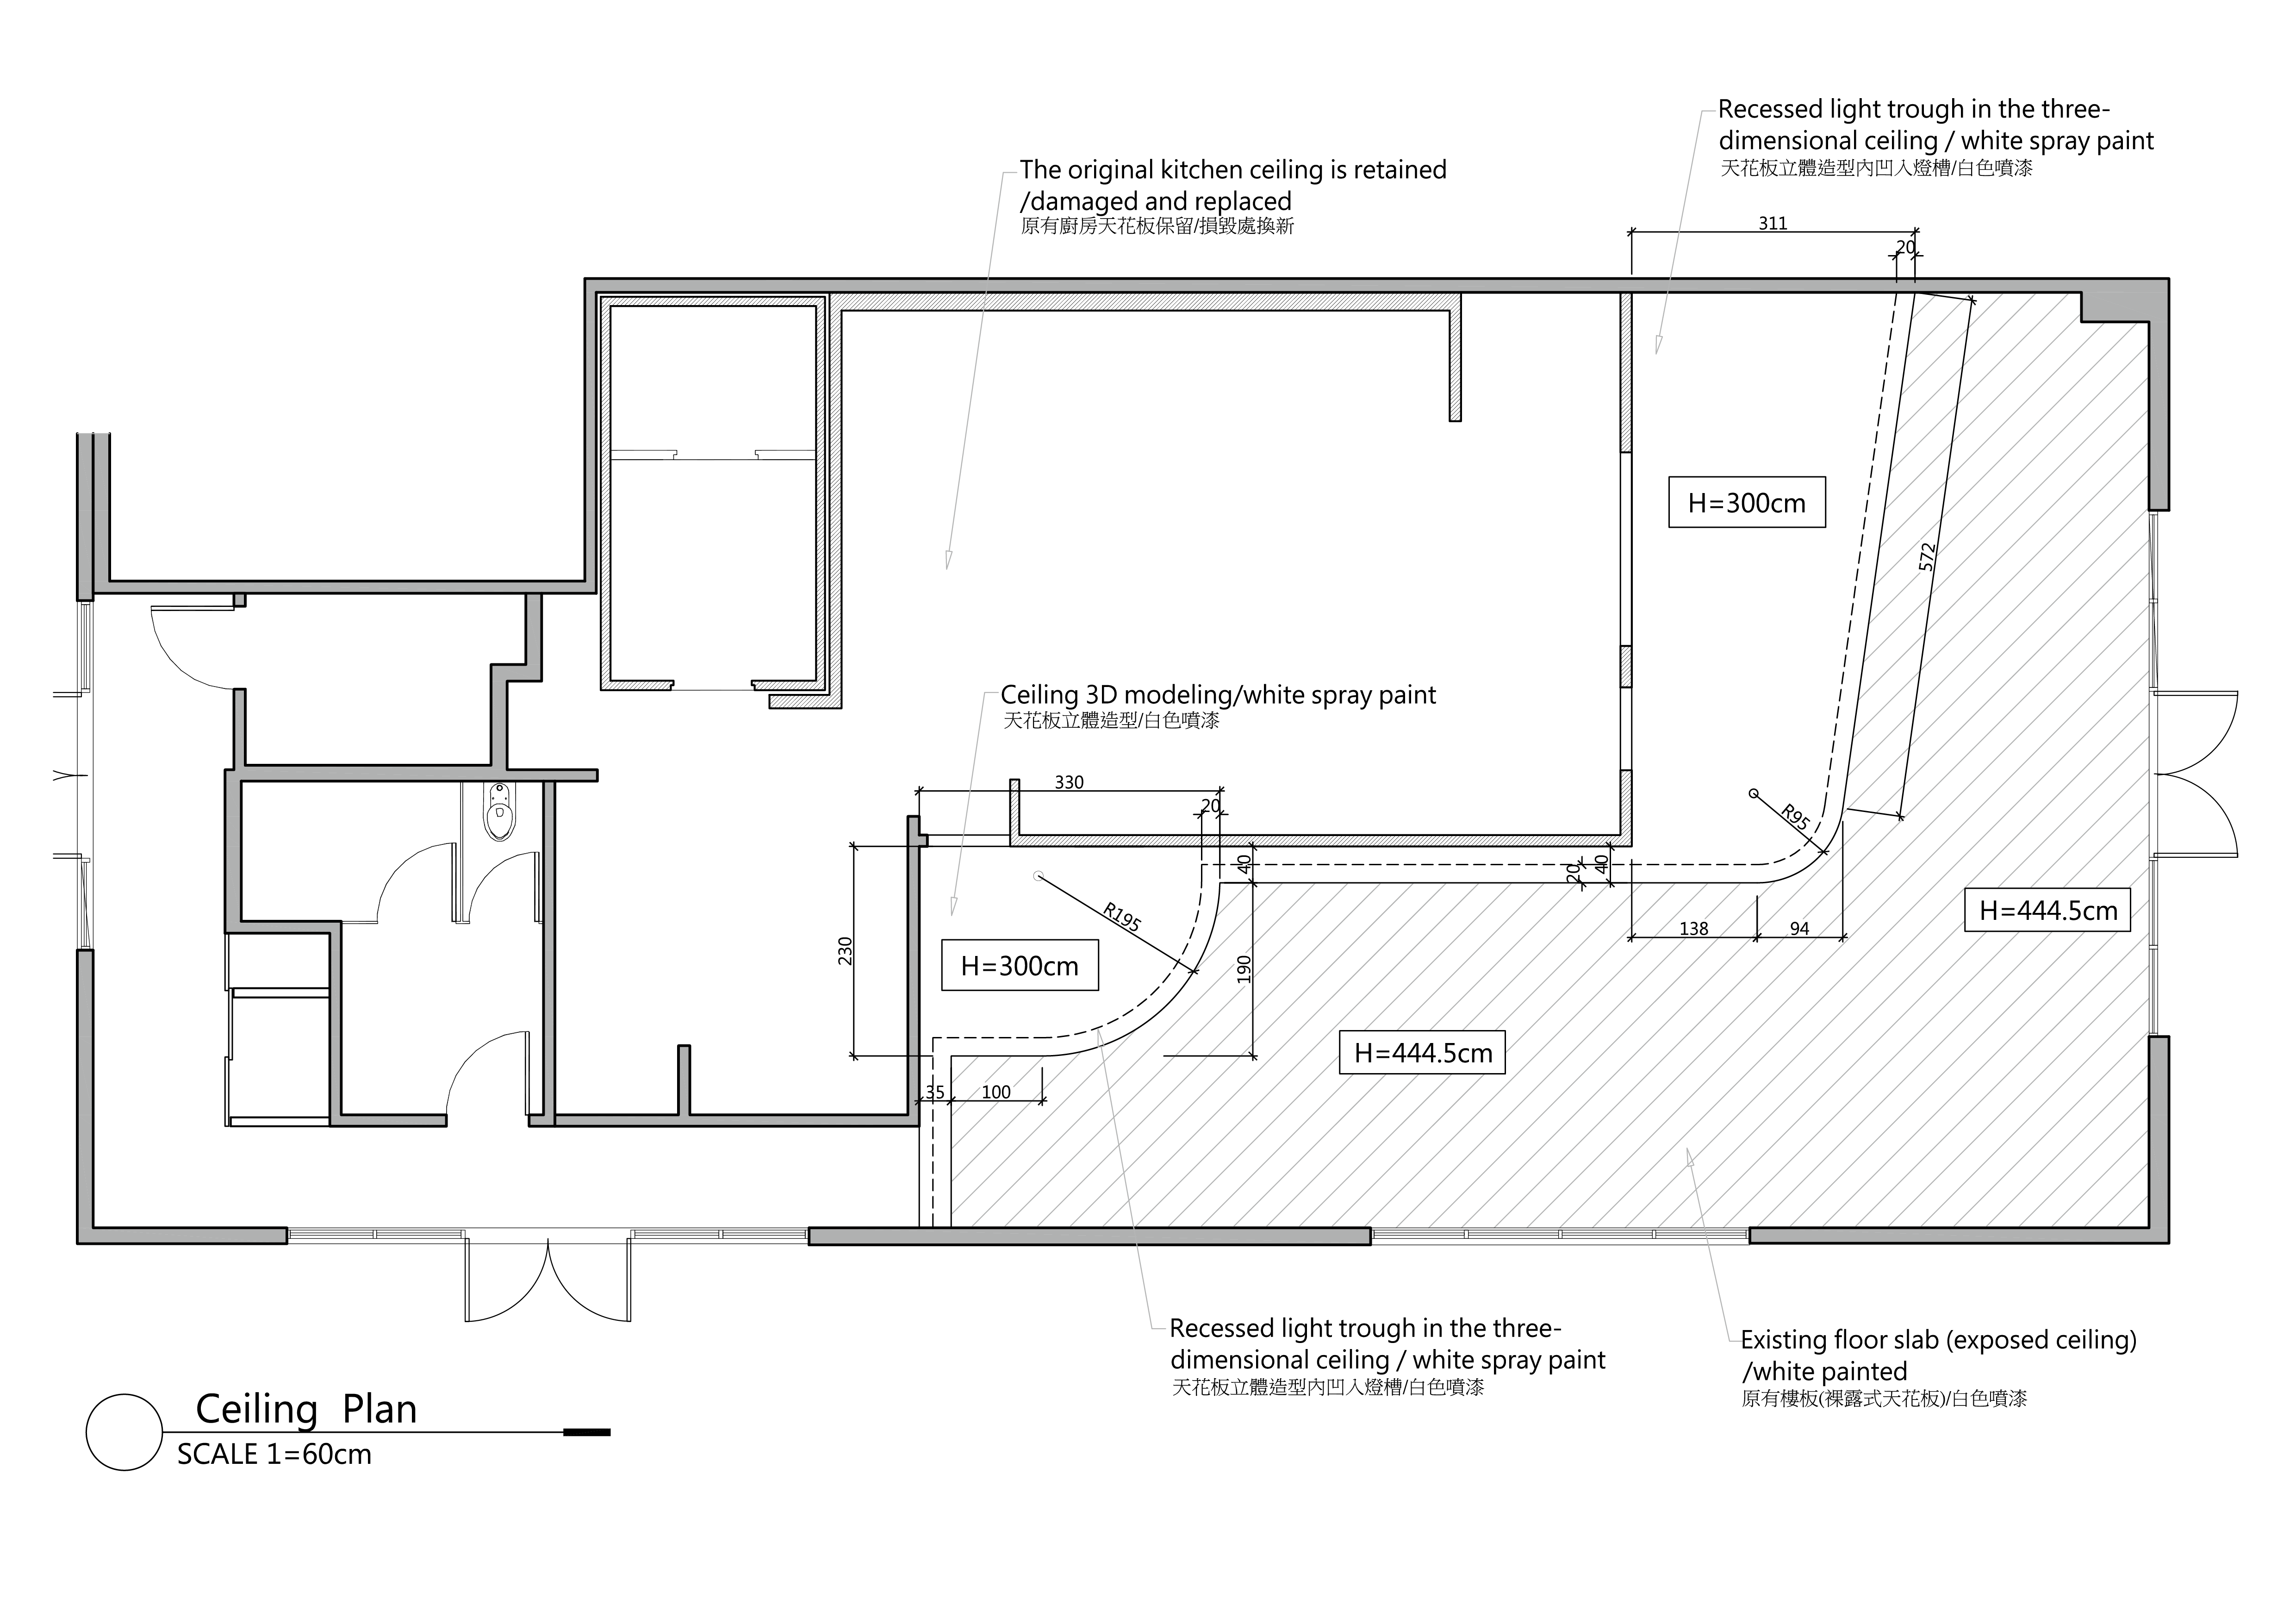 Recessed light trough in the three-
dimensional ceiling / white spray paint
天花板立體造型內凹入燈槽/白色噴漆
The original kitchen ceiling is retained
/damaged and replaced
原有廚房天花板保留/損毀處換新
311
20
H=300cm
572
Ceiling 3D modeling/white spray paint
天花板立體造型/白色噴漆
330
20
R95
40
20
40
R195
H=444.5cm
138
94
230
H=300cm
190
H=444.5cm
35
100
Recessed light trough in the three-
dimensional ceiling / white spray paint
天花板立體造型內凹入燈槽/白色噴漆
Existing floor slab (exposed ceiling)
/white painted
原有樓板(裸露式天花板)/白色噴漆
Ceiling Plan
SCALE 1=60cm